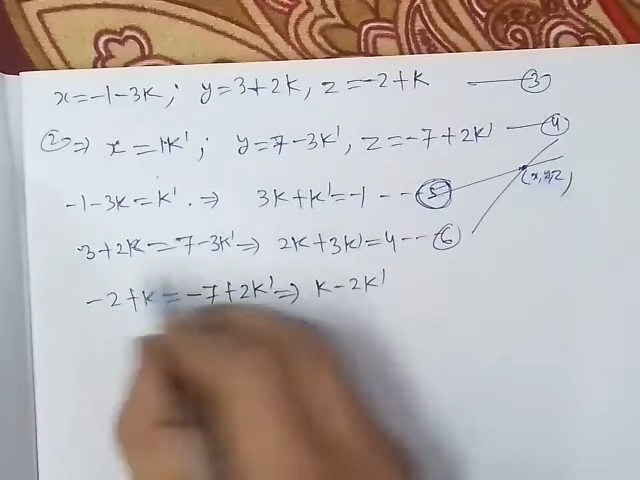 x=-1-3k; y=3+2k, z=-2+k —③
②⇒ x=1k'; y=7-3k', z=-7+2k' —④
-1-3k=k' ⇒ 3k+k'=-1 --⑤ (x,y,z)
3+2k=7-3k'⇒ 2k+3k'=4--⑥
-2+k=-7+2k'⇒ k-2k'